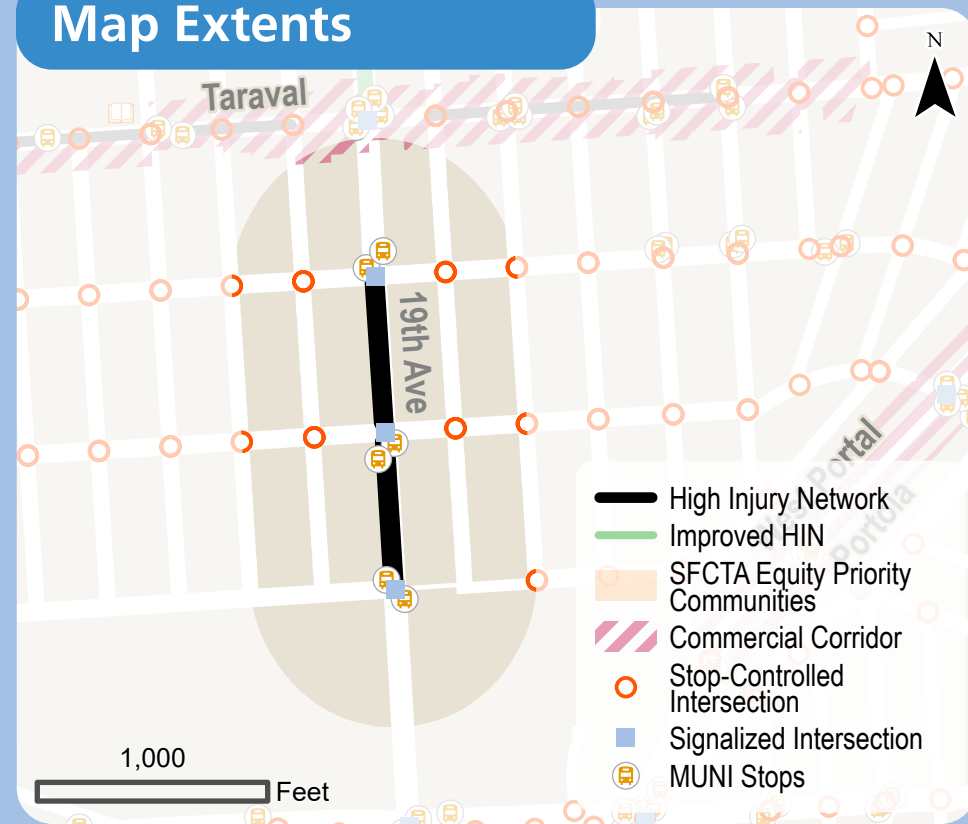 Map Extents
N
Taraval
19th Ave
West Portal
Portola
High Injury Network
Improved HIN
SFCTA Equity Priority
Communities
Commercial Corridor
Stop-Controlled
Intersection
Signalized Intersection
MUNI Stops
1,000
Feet